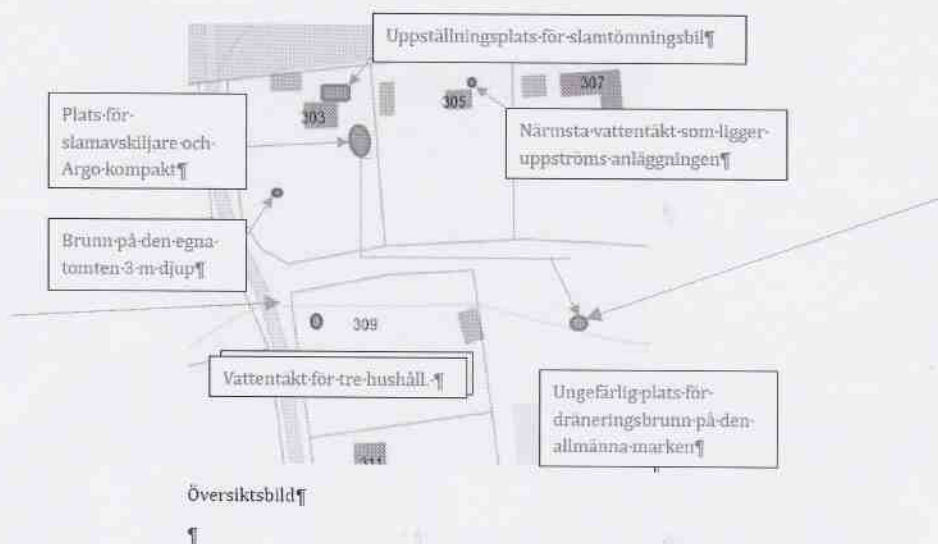 Uppställningsplats·för·slamtömningsbil¶
303
305
307
Plats·för·
slamavskiljare·och·
Argo·kompakt¶
Närmsta·vattentäkt·som·ligger·
uppströms·anläggningen¶
Brunn·på·den·egna·
tomten·3·m·djup¶
309
Vattentäkt·för·tre·hushåll.·¶
Ungefärlig·plats·för·
dräneringsbrunn·på·den·
allmänna·marken¶
311
Översiktsbild¶
¶